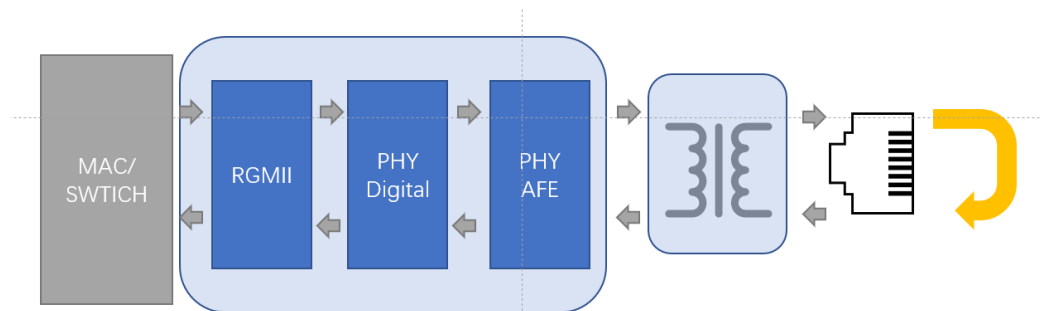 MAC/
SWTICH
RGMII
PHY
Digital
PHY
AFE